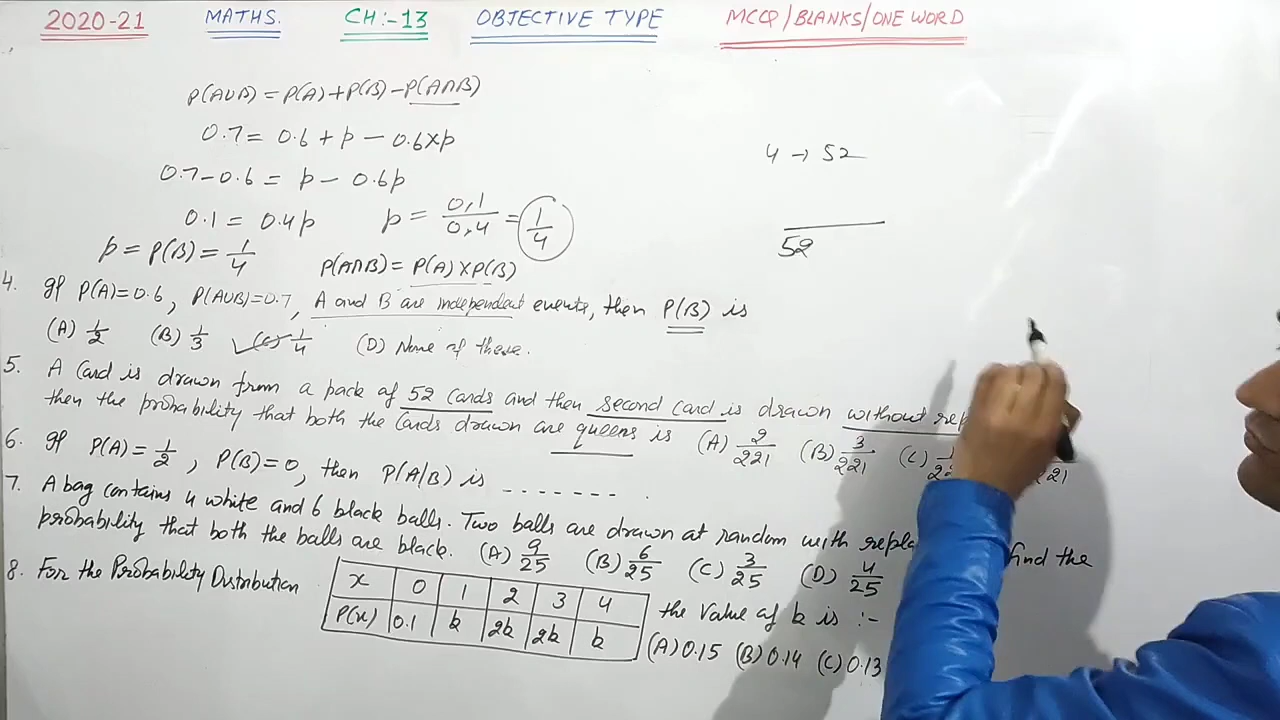 2020-21 MATHS. CH:-13 OBJECTIVE TYPE MCQ/BLANKS/ONE WORD
P(A∪B) = P(A)+P(B)-P(A∩B)
0.7 = 0.6 + p - 0.6xp
0.7-0.6 = p - 0.6p
0.1 = 0.4p p = 0.1/0.4 = 1/4
p = P(B) = 1/4
P(A∩B) = P(A) X P(B)
4 → 52
52
4. If P(A)=0.6, P(A∪B)=0.7, A and B are independent events, then P(B) is
(A) 1/2 (B) 1/3 ✓(C) 1/4 (D) None of these.
5. A Card is drawn from a pack of 52 Cards and then second Card is drawn without
then the probability that both the Cards drawn are queens is (A) 2/221 (B) 3/221 (C)
6. If P(A)=1/2, P(B)=0, then P(A/B) is -------.
7. A bag contains 4 white and 6 black balls. Two balls are drawn at random with find the
probability that both the balls are black. (A) 9/25 (B) 6/25 (C) 3/25 (D) 4/25
8. For the Probability Distribution
x 0 1 2 3 4
P(x) 0.1 k 2k 2k k
the Value of k is :-
(A) 0.15 (B) 0.14 (C) 0.13